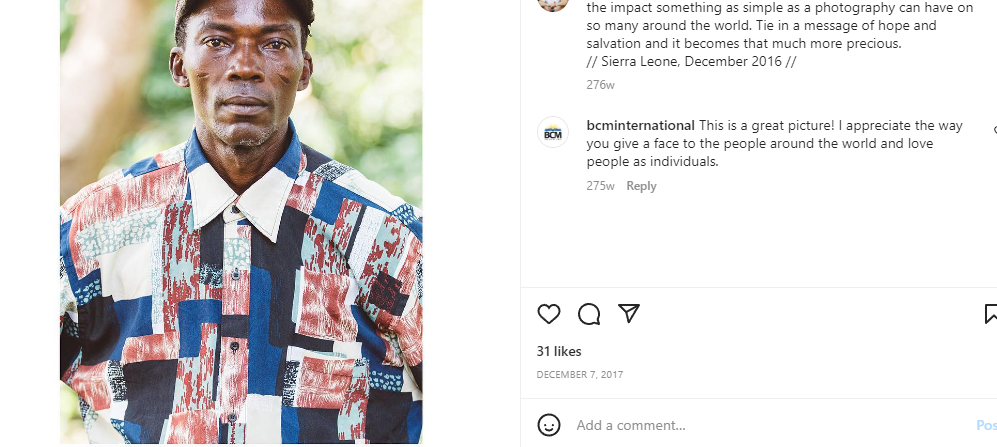 the impact something as simple as a photography can have on
so many around the world. Tie in a message of hope and
salvation and it becomes that much more precious.
// Sierra Leone, December 2016 //
276w
BCM
bcminternational This is a great picture! I appreciate the way
you give a face to the people around the world and love
people as individuals.
275w Reply
31 likes
DECEMBER 7, 2017
Add a comment...
Pos